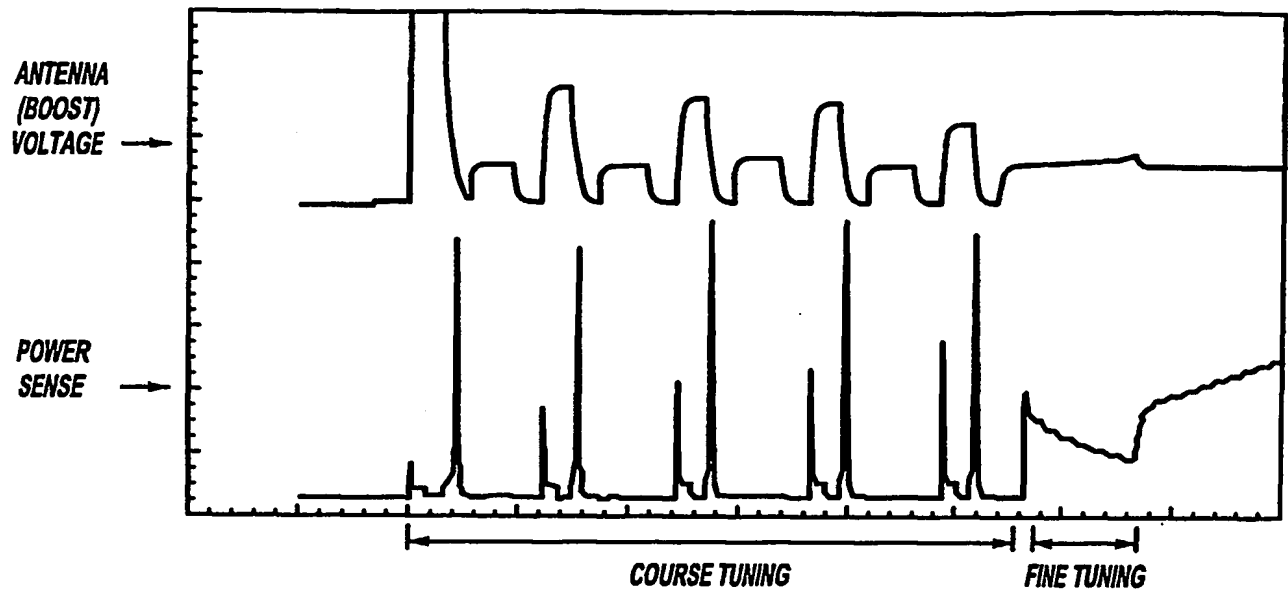 ANTENNA
(BOOST)
VOLTAGE
POWER
SENSE
COURSE TUNING
FINE TUNING